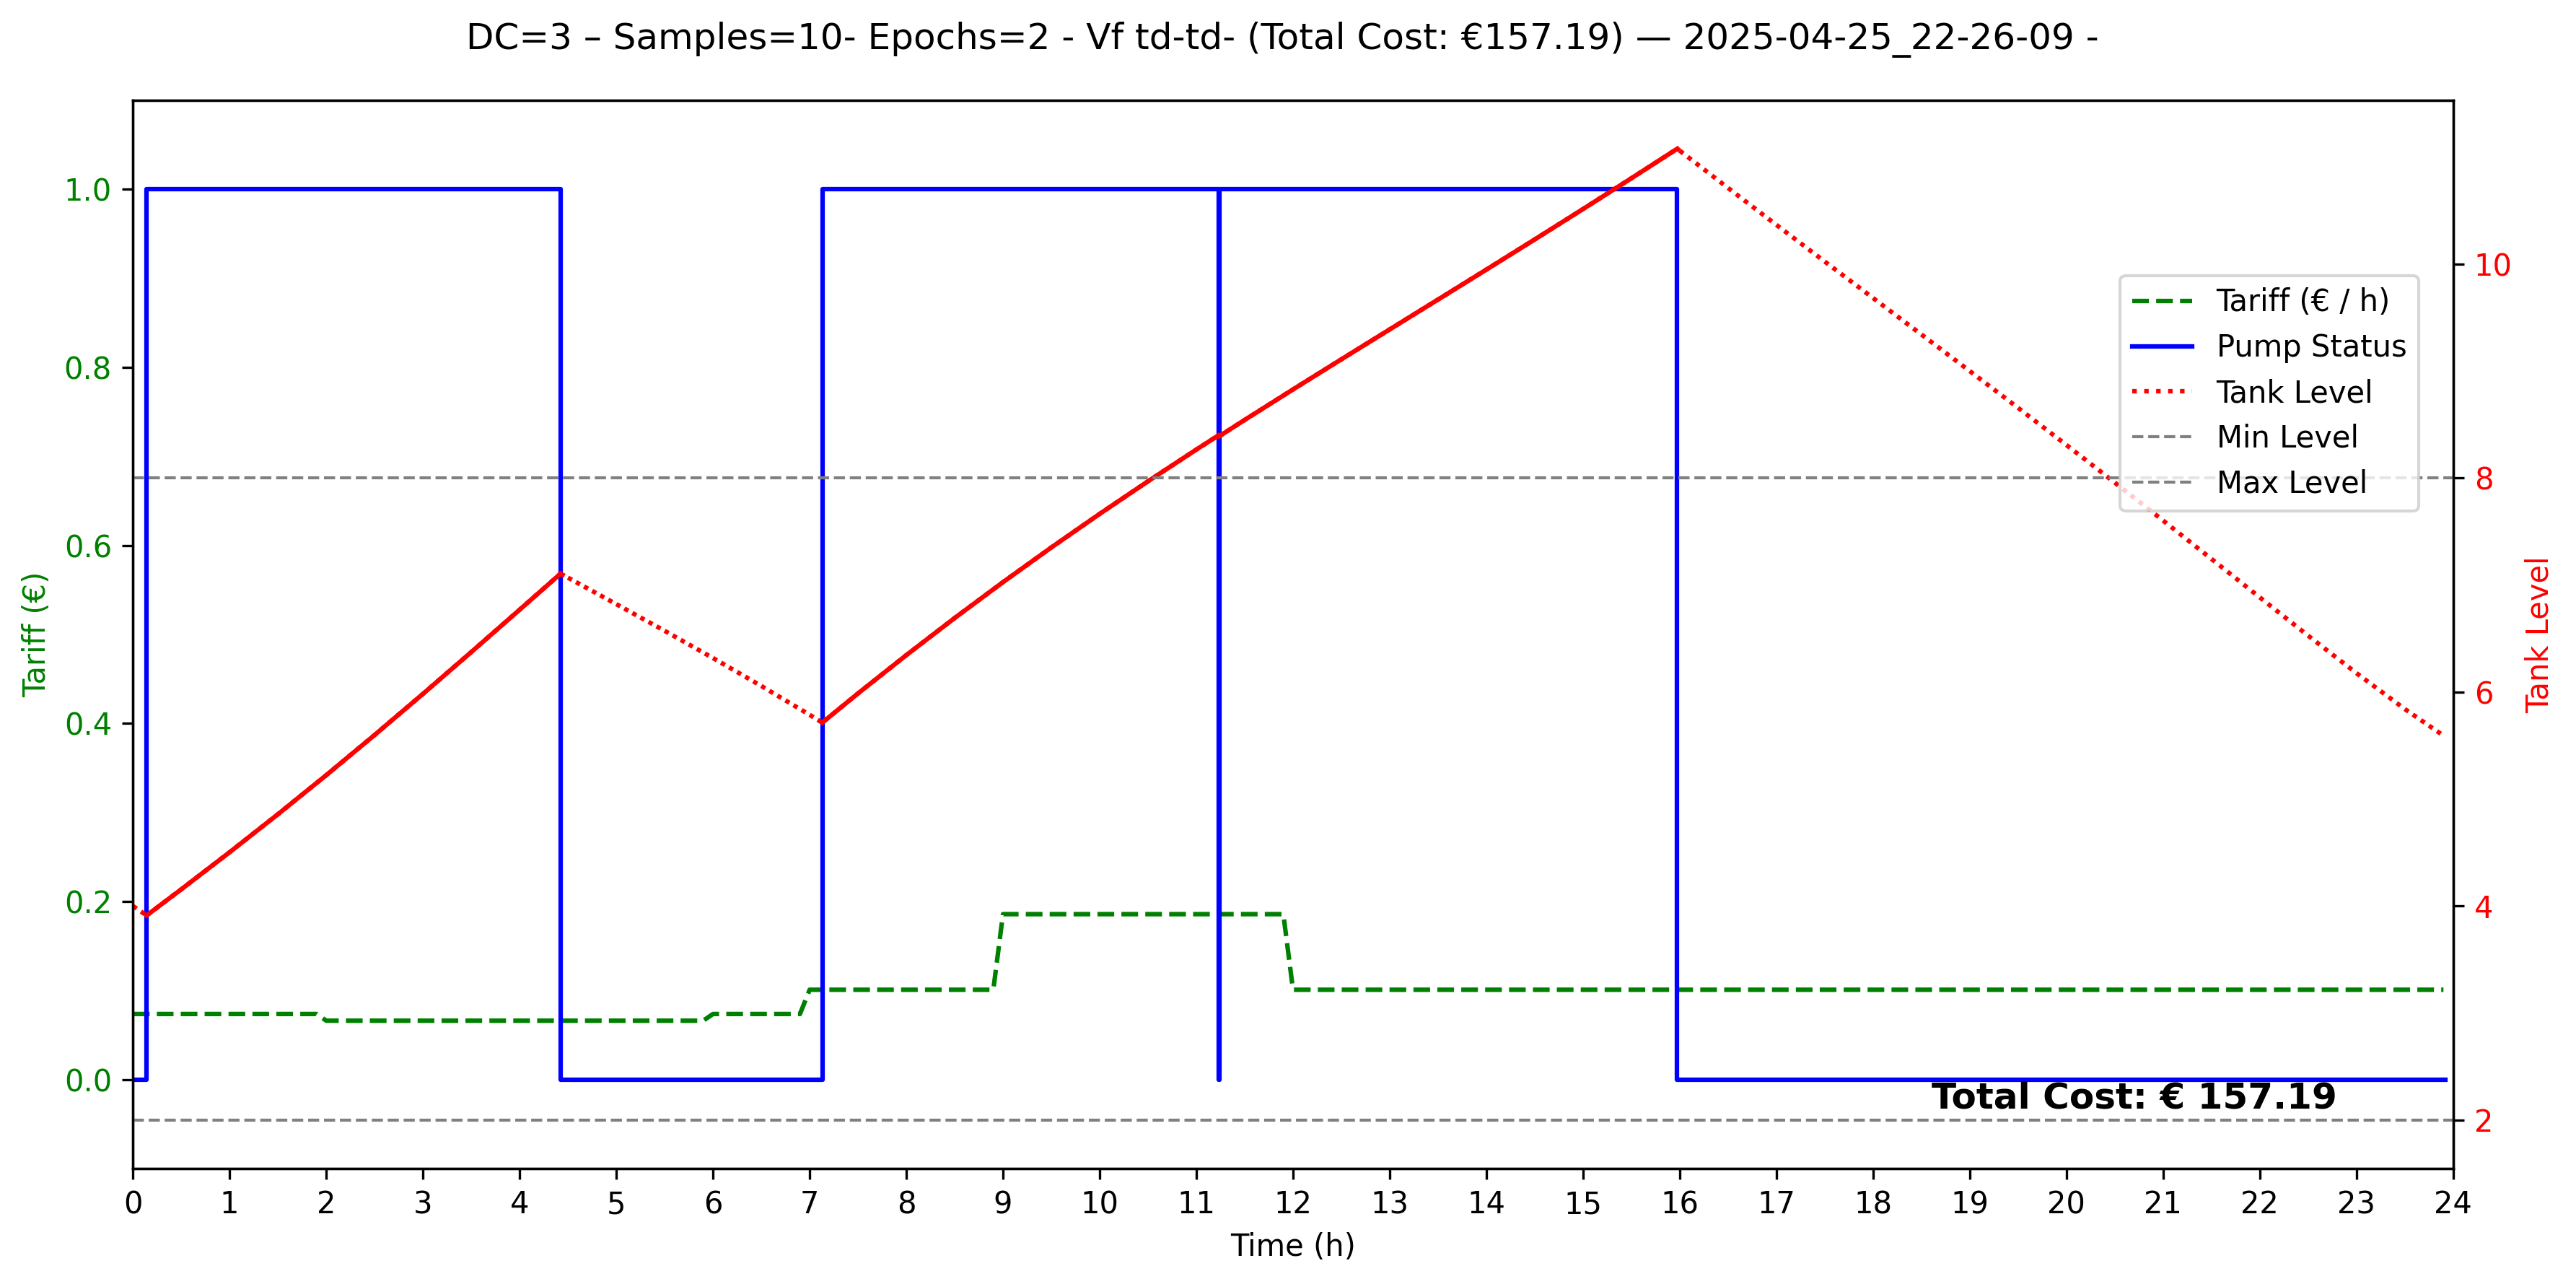 DC=3 – Samples=10- Epochs=2 - Vf td-td- (Total Cost: €157.19) — 2025-04-25_22-26-09 -
Tariff (€)
1.0
0.8
0.6
0.4
0.2
0.0
Tariff (€ / h)
Pump Status
Tank Level
Min Level
Max Level
Total Cost: € 157.19
10
8
6
4
2
Tank Level
0 1 2 3 4 5 6 7 8 9 10 11 12 13 14 15 16 17 18 19 20 21 22 23 24
Time (h)